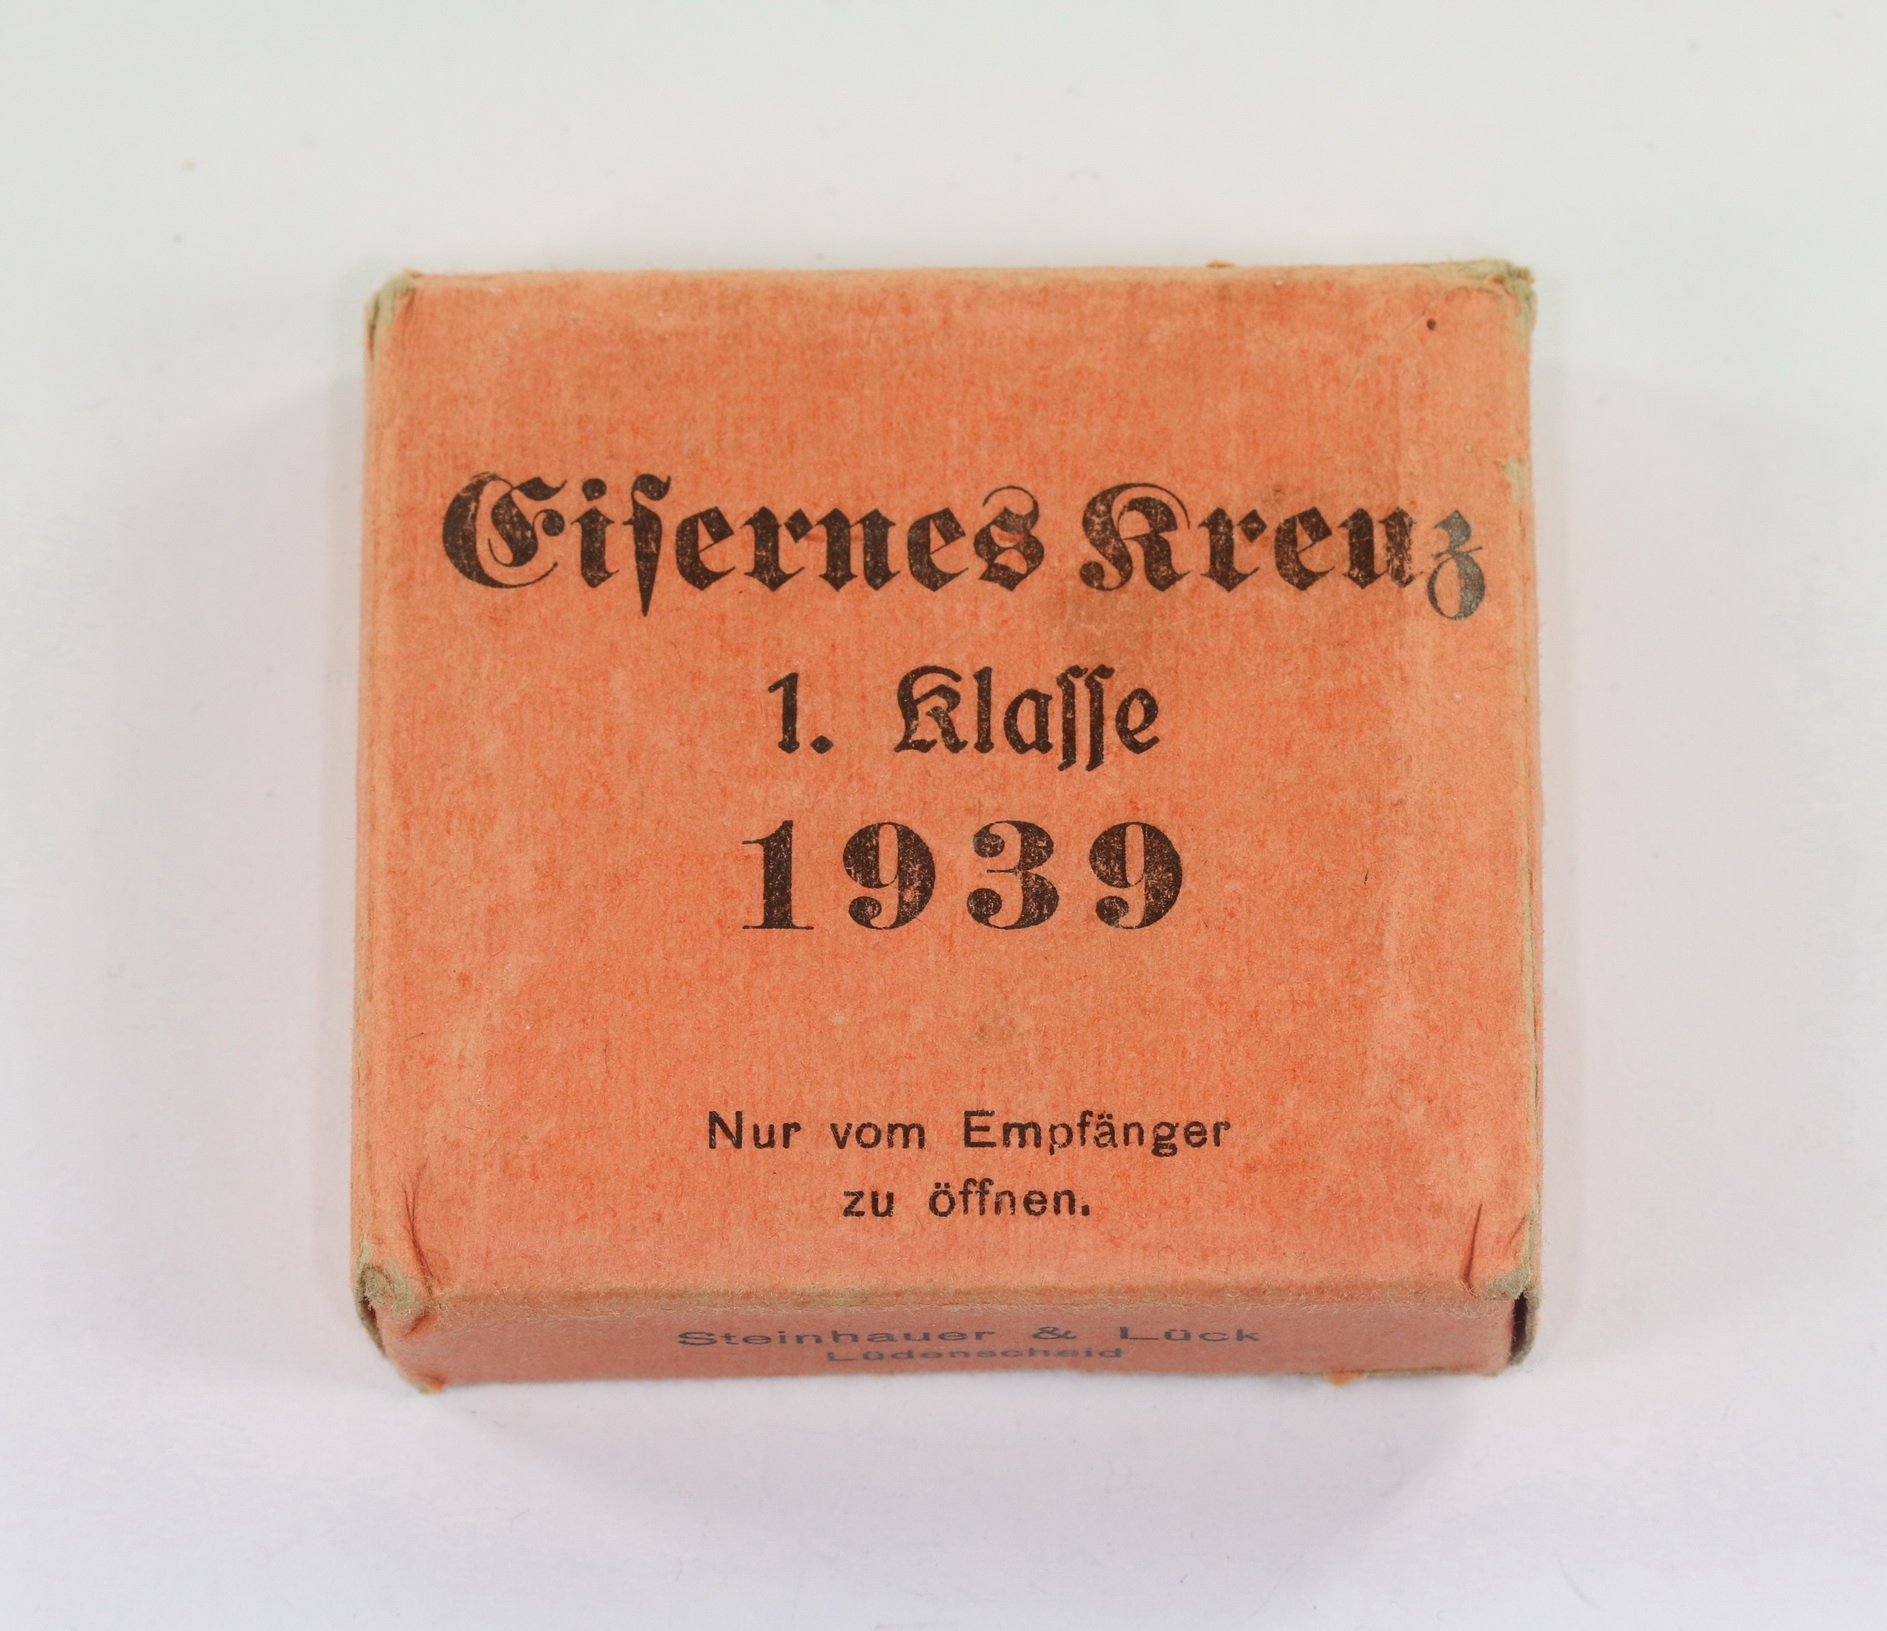 Eiſernes Kreuz
1. Klaſſe
1939
Nur vom Empfänger
zu öffnen.
Steinhauer & Lück
Lüdenscheid